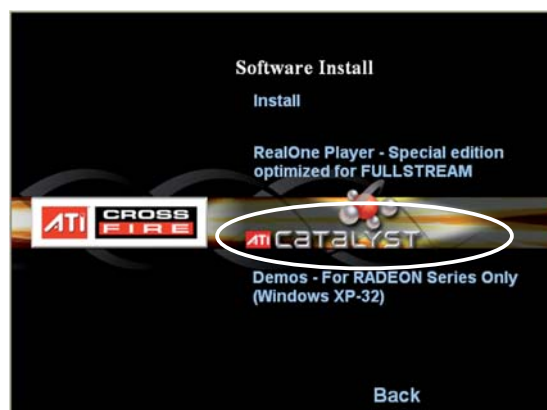 Software Install
Install
RealOne Player - Special edition
optimized for FULLSTREAM
ATI CROSS
FIRE
ATI CATALYST
Demos - For RADEON Series Only
(Windows XP-32)
Back